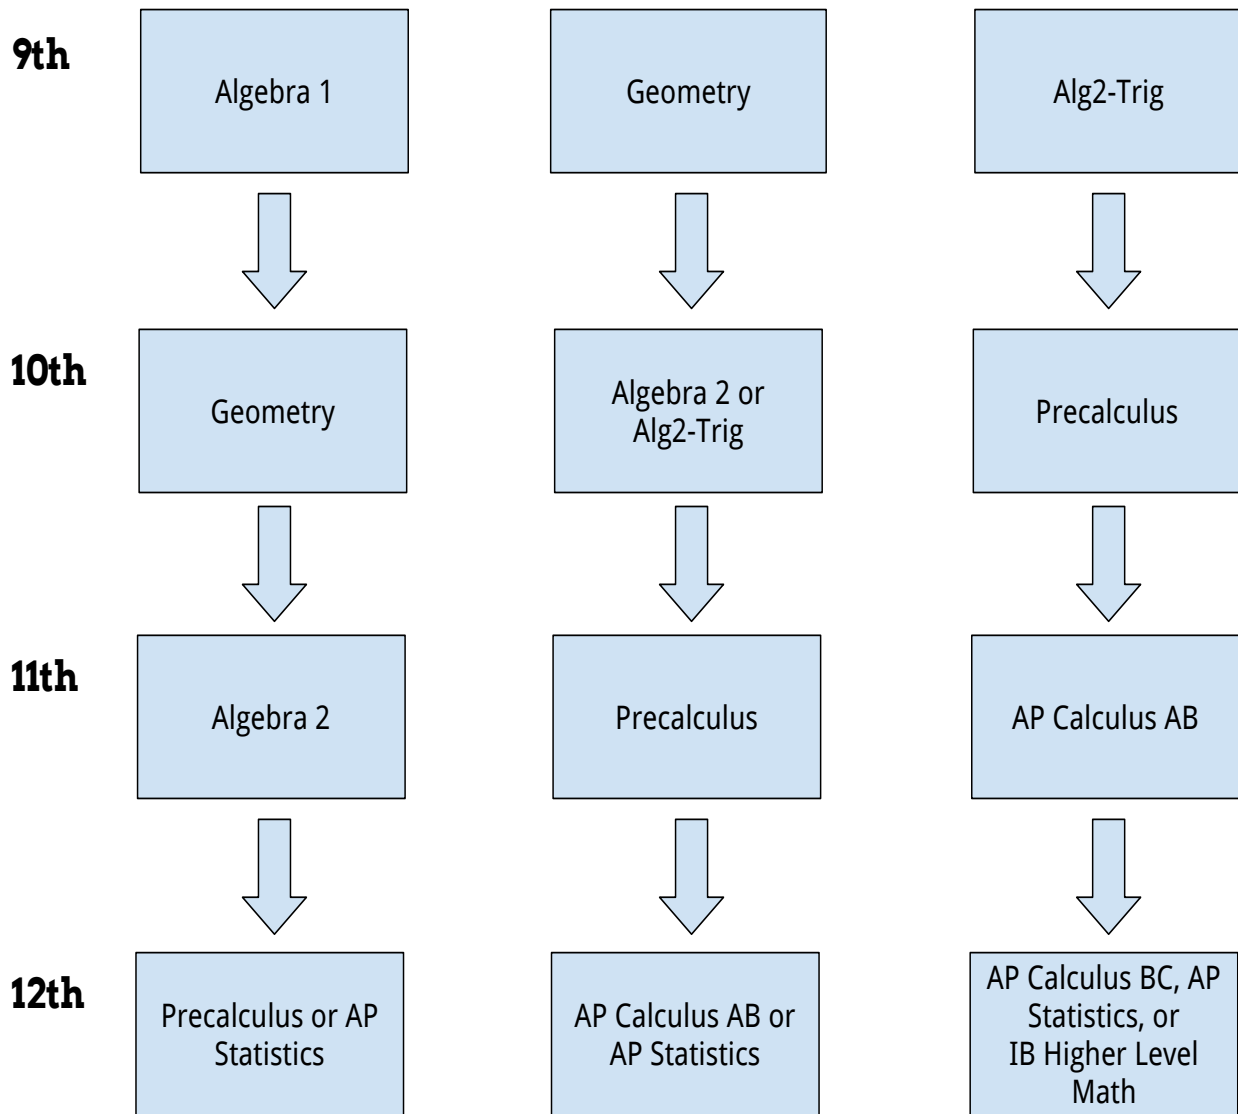 9th
Algebra 1
Geometry
Alg2-Trig
10th
Geometry
Algebra 2 or
Alg2-Trig
Precalculus
11th
Algebra 2
Precalculus
AP Calculus AB
12th
Precalculus or AP
Statistics
AP Calculus AB or
AP Statistics
AP Calculus BC, AP
Statistics, or
IB Higher Level
Math